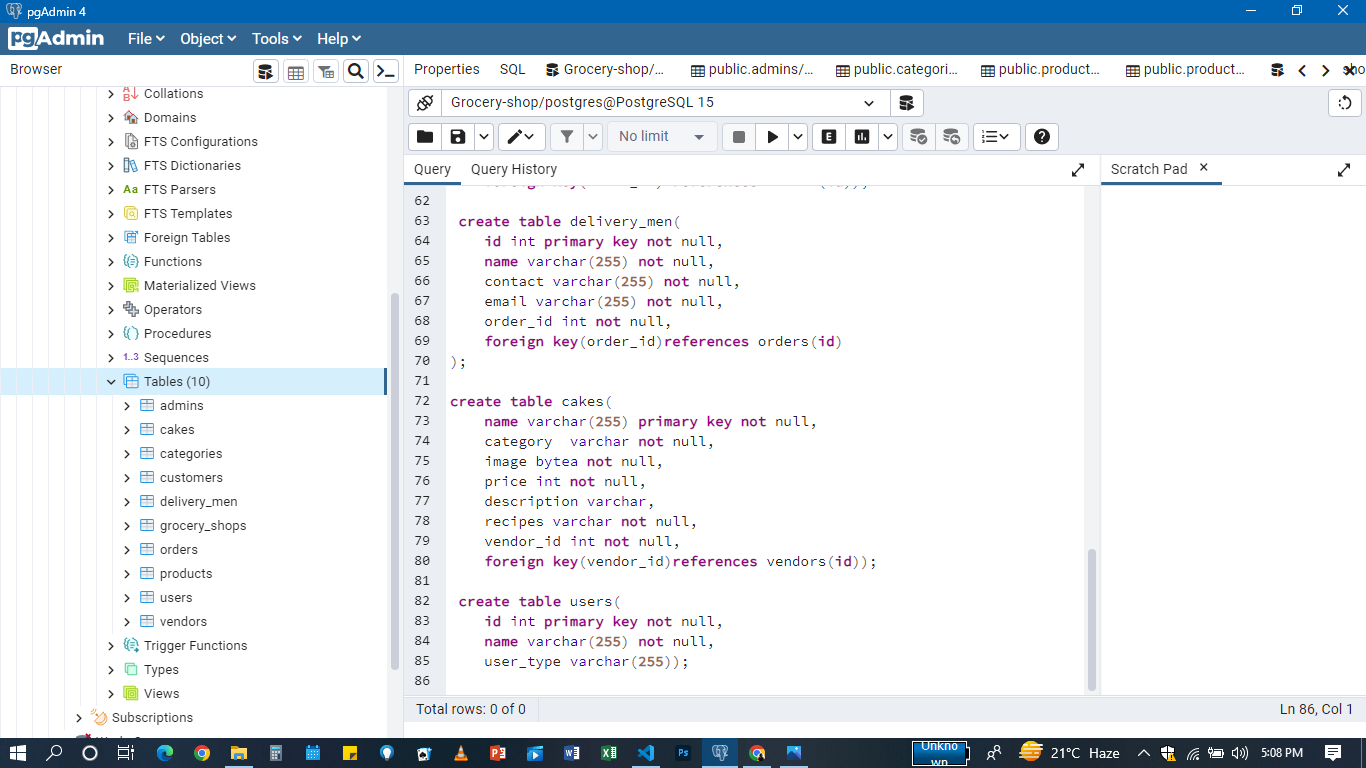 pgAdmin 4
pgAdmin File Object Tools Help
Browser
Properties SQL Grocery-shop/... public.admins/... public.categori... public.product... public.product...
Collations
Domains
FTS Configurations
FTS Dictionaries
Aa FTS Parsers
FTS Templates
Foreign Tables
Functions
Materialized Views
Operators
Procedures
1..3 Sequences
Tables (10)
admins
cakes
categories
customers
delivery_men
grocery_shops
orders
products
users
vendors
Trigger Functions
Types
Views
Subscriptions
Grocery-shop/postgres@PostgreSQL 15
No limit
E
Query Query History
Scratch Pad
62
63 create table delivery_men(
64 id int primary key not null,
65 name varchar(255) not null,
66 contact varchar(255) not null,
67 email varchar(255) not null,
68 order_id int not null,
69 foreign key(order_id)references orders(id)
70 );
71
72 create table cakes(
73 name varchar(255) primary key not null,
74 category  varchar not null,
75 image bytea not null,
76 price int not null,
77 description varchar,
78 recipes varchar not null,
79 vendor_id int not null,
80 foreign key(vendor_id)references vendors(id));
81
82 create table users(
83 id int primary key not null,
84 name varchar(255) not null,
85 user_type varchar(255));
86
Total rows: 0 of 0
Ln 86, Col 1
Unkno
wn
21°C Haze
5:08 PM